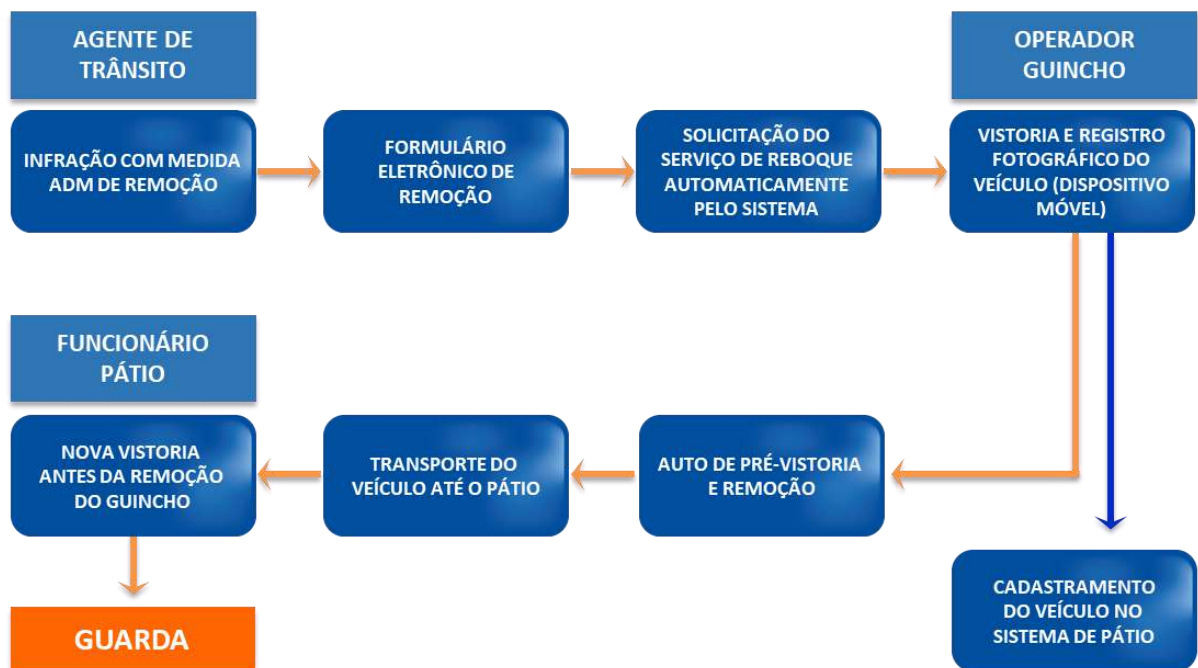 AGENTE DE
TRÂNSITO
OPERADOR
GUINCHO
INFRAÇÃO COM MEDIDA
ADM DE REMOÇÃO
FORMULÁRIO
ELETRÔNICO DE
REMOÇÃO
SOLICITAÇÃO DO
SERVIÇO DE REBOQUE
AUTOMATICAMENTE
PELO SISTEMA
VISTORIA E REGISTRO
FOTOGRÁFICO DO
VEÍCULO (DISPOSITIVO
MÓVEL)
FUNCIONÁRIO
PÁTIO
NOVA VISTORIA
ANTES DA REMOÇÃO
DO GUINCHO
TRANSPORTE DO
VEÍCULO ATÉ O PÁTIO
AUTO DE PRÉ-VISTORIA
E REMOÇÃO
GUARDA
CADASTRAMENTO
DO VEÍCULO NO
SISTEMA DE PÁTIO